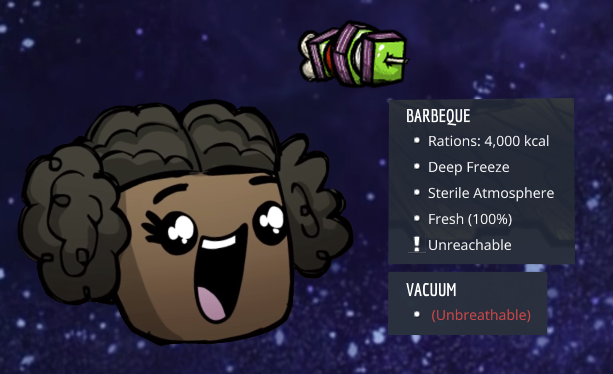 BARBEQUE
Rations: 4,000 kcal
Deep Freeze
Sterile Atmosphere
Fresh (100%)
Unreachable
VACUUM
(Unbreathable)